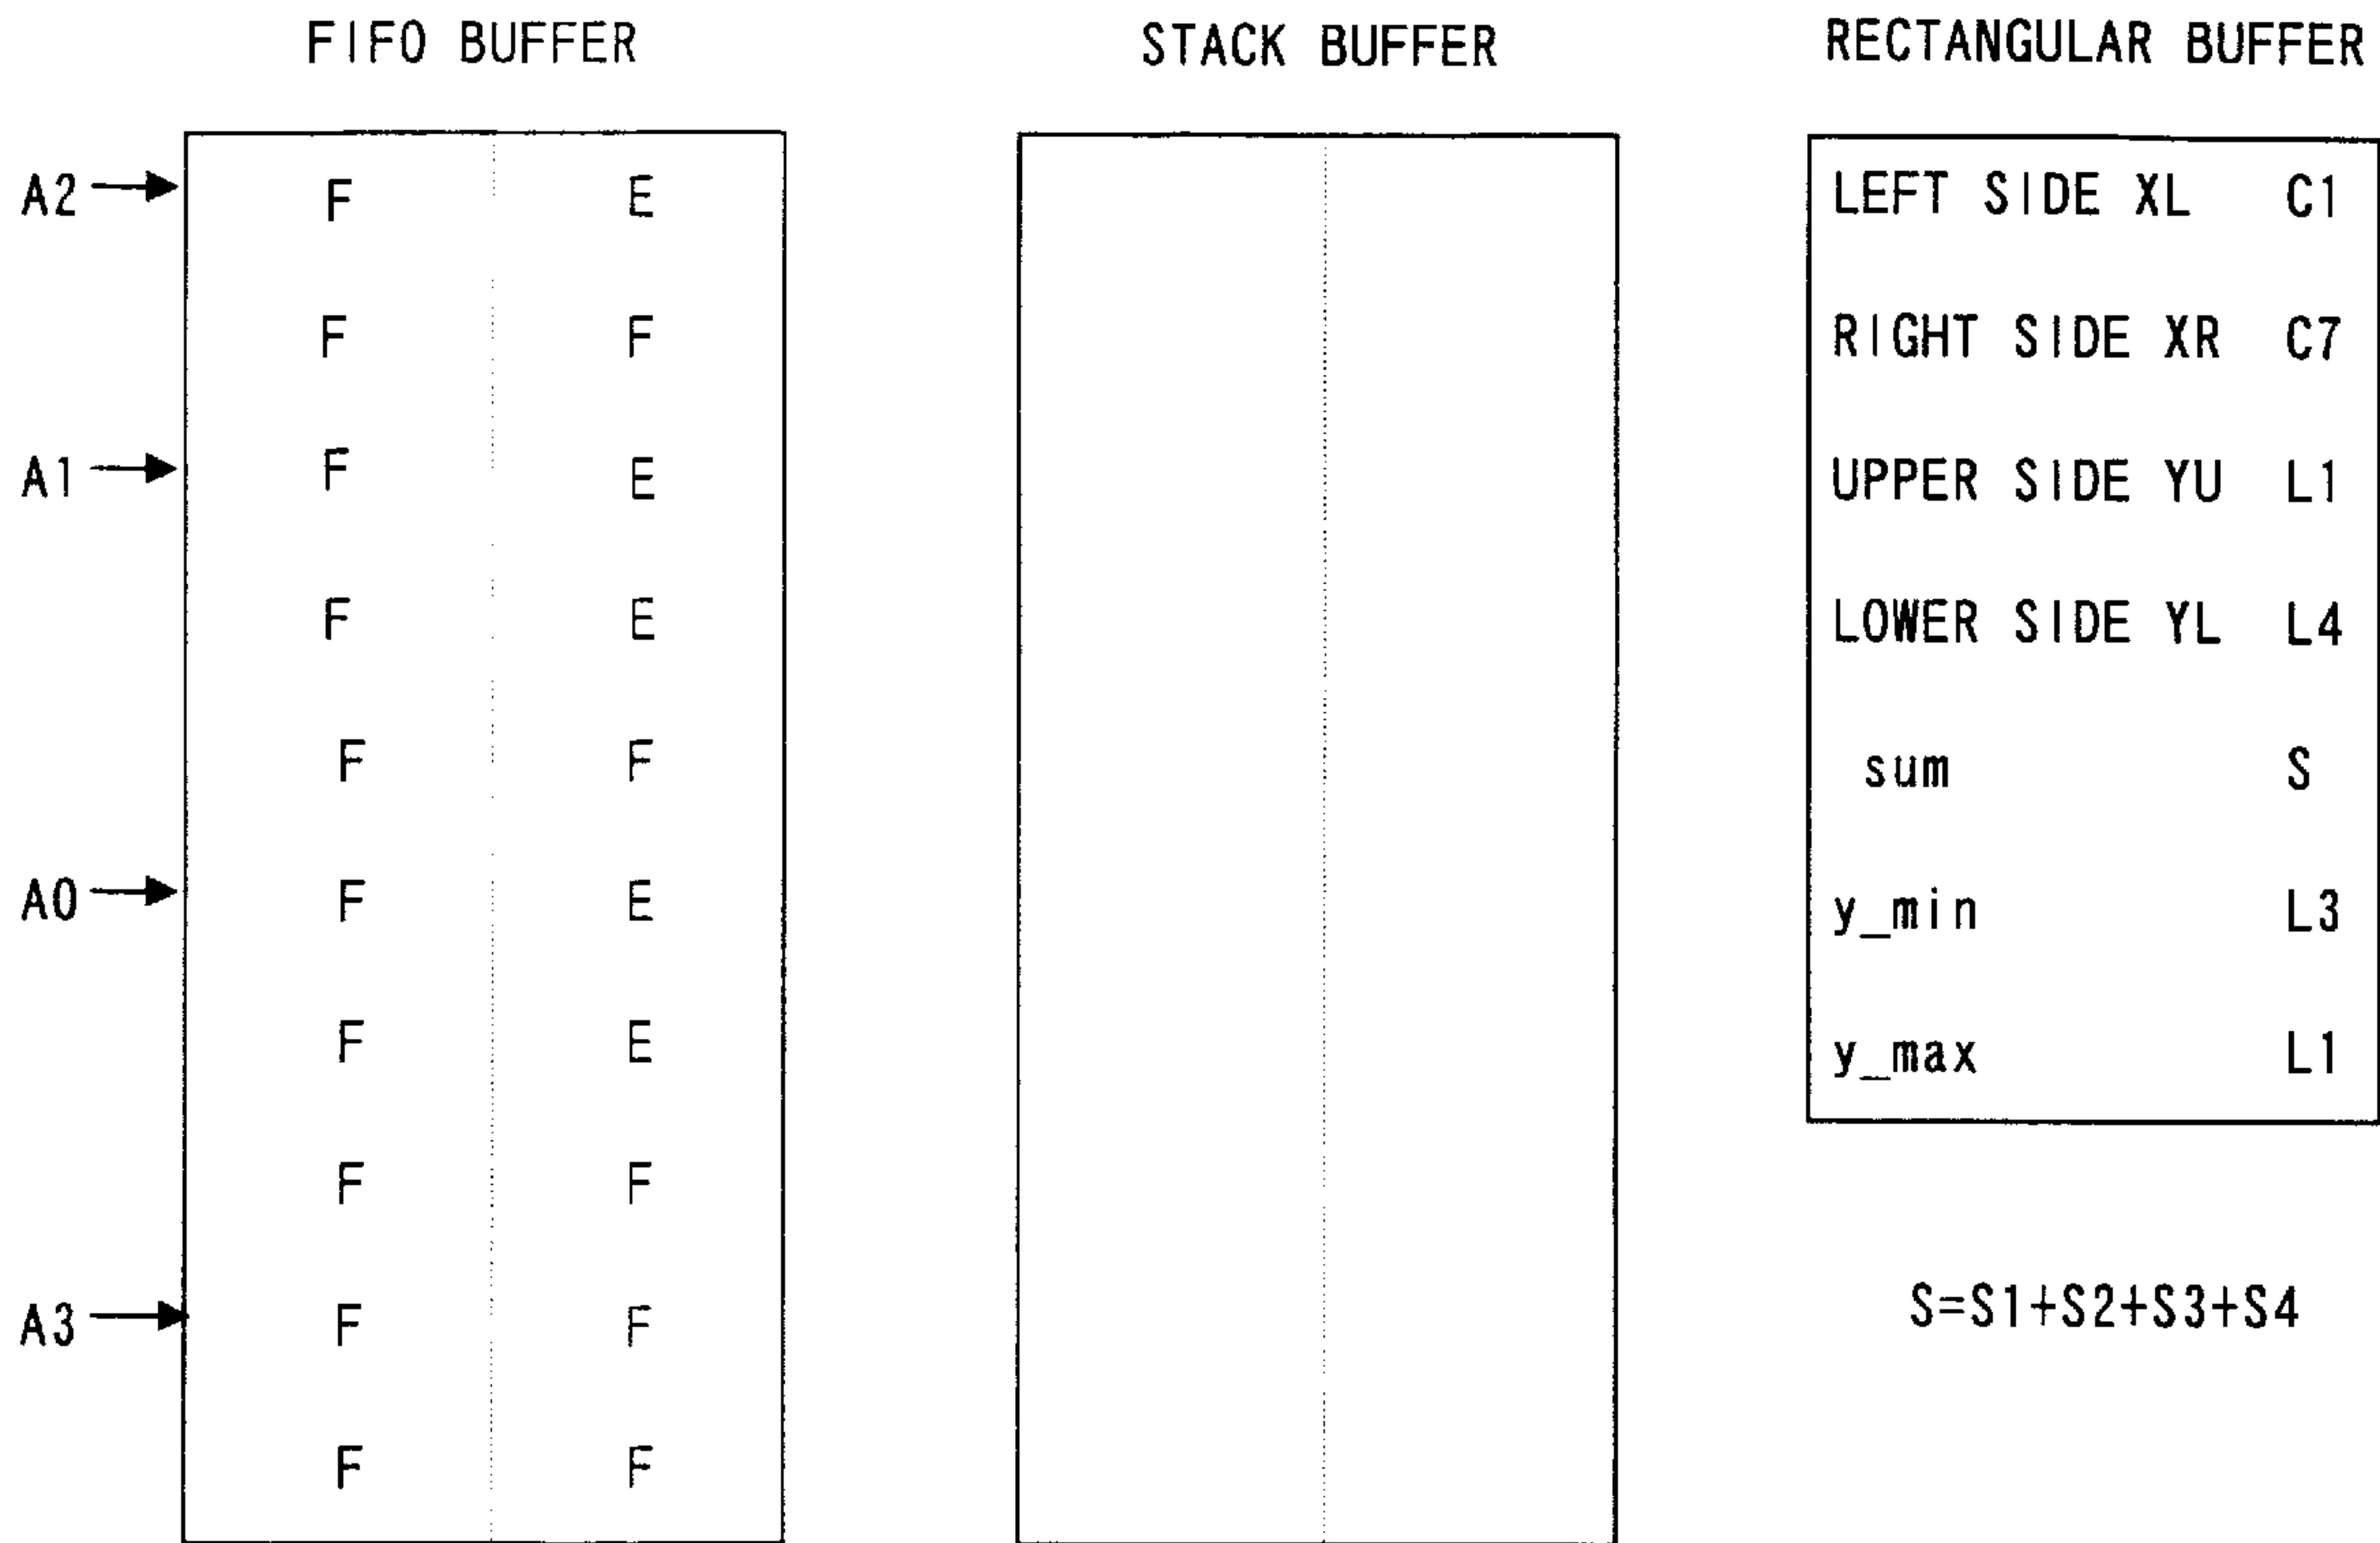 FIFO BUFFER
A2 F E
F F
A1 F E
F E
F F
A0 F E
F E
F F
A3 F F
F F
STACK BUFFER
RECTANGULAR BUFFER
LEFT SIDE XL C1
RIGHT SIDE XR C7
UPPER SIDE YU L1
LOWER SIDE YL L4
sum S
y_min L3
y_max L1
S=S1+S2+S3+S4